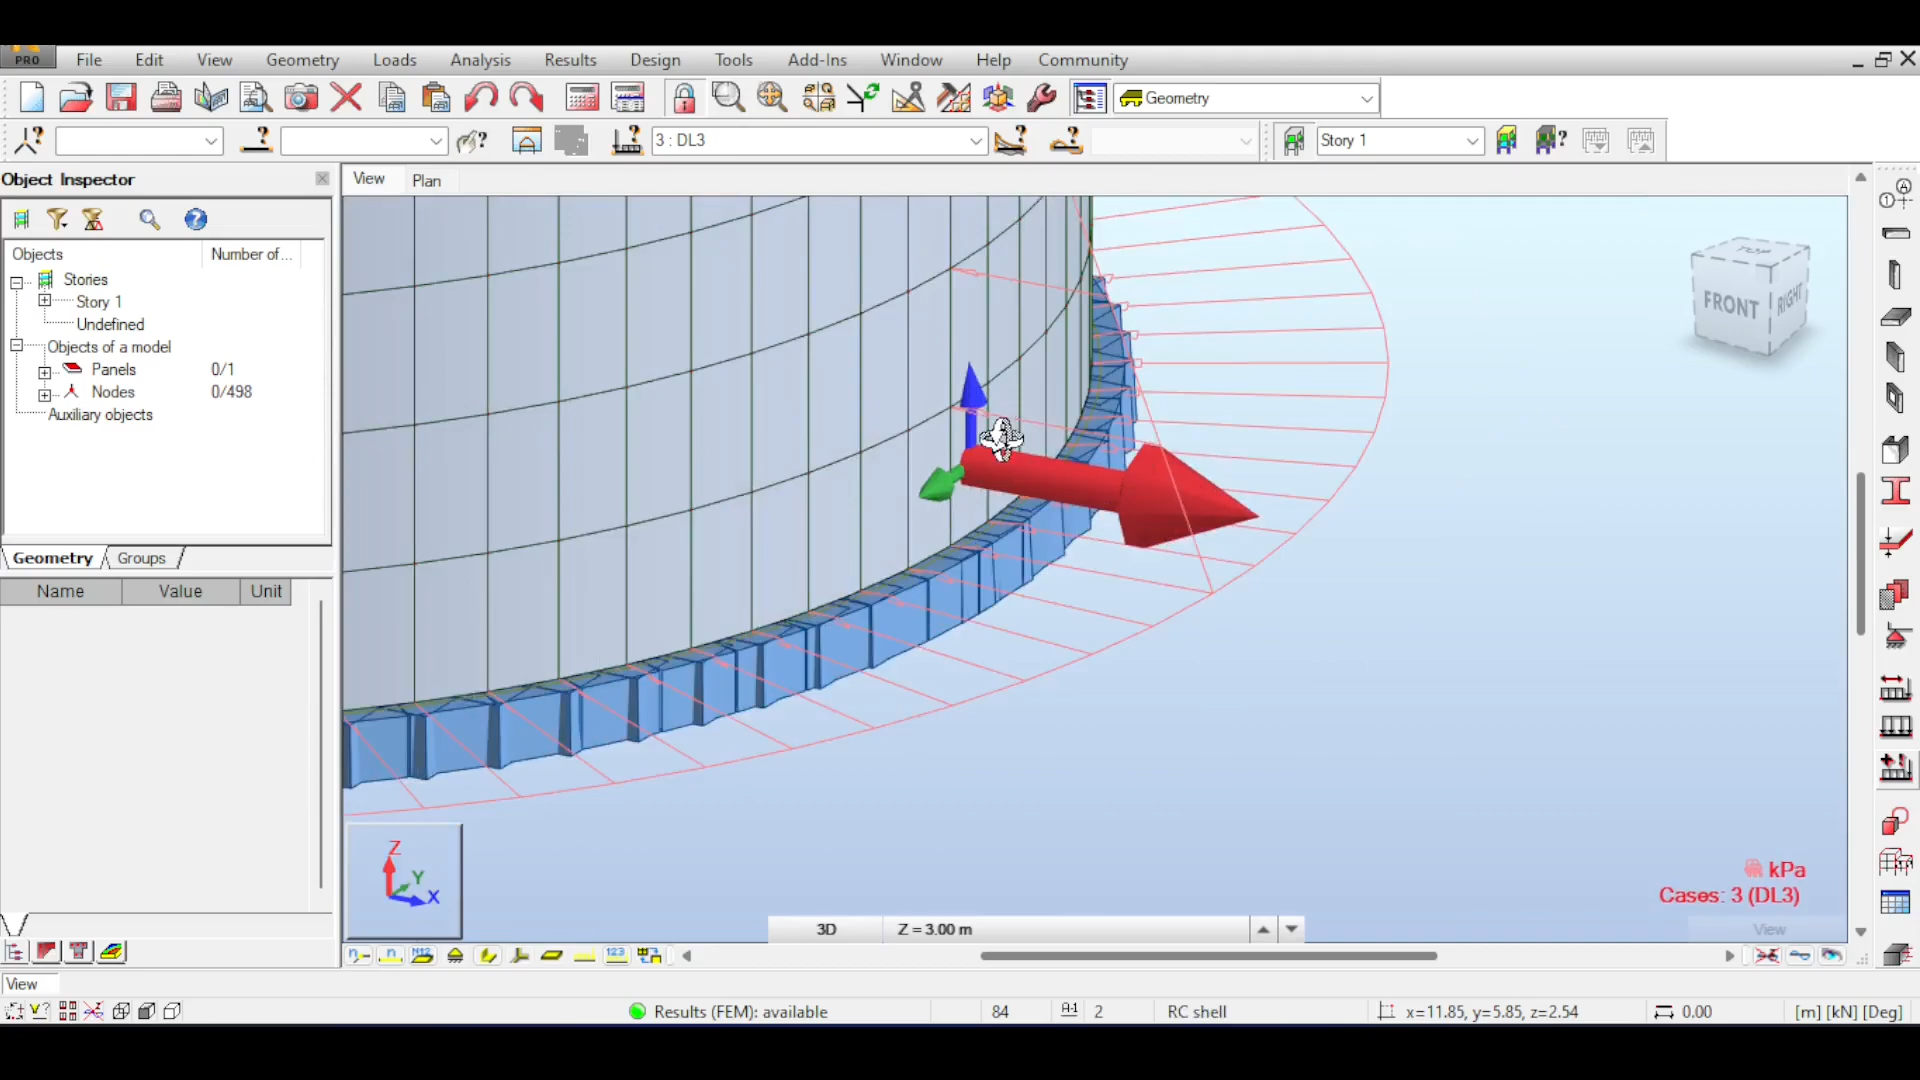 PRO File Edit View Geometry Loads Analysis Results Design Tools Add-Ins Window Help Community
Geometry
3 : DL3 Story 1
Object Inspector
View Plan
Objects Number of...
Stories
Story 1
Undefined
Objects of a model
Panels 0/1
Nodes 0/498
Auxiliary objects
Geometry Groups
Name Value Unit
TOP
FRONT
RIGHT
Z
Y
X
kPa
Cases: 3 (DL3)
3D Z = 3.00 m View
View
Results (FEM): available 84 2 RC shell x=11.85, y=5.85, z=2.54 0.00 [m] [kN] [Deg]